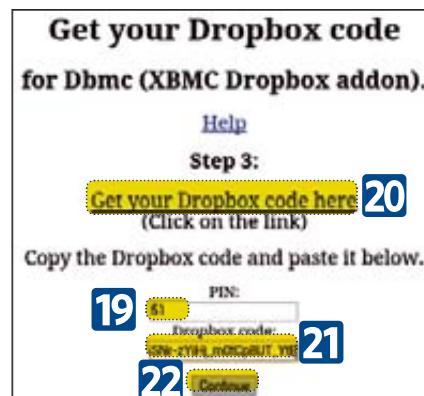 Get your Dropbox code
for Dbmc (XBMC Dropbox addon).
Help
Step 3:
Get your Dropbox code here 20
(Click on the link)
Copy the Dropbox code and paste it below.
PIN:
19 61
Dropbox code:
21
22 Continue